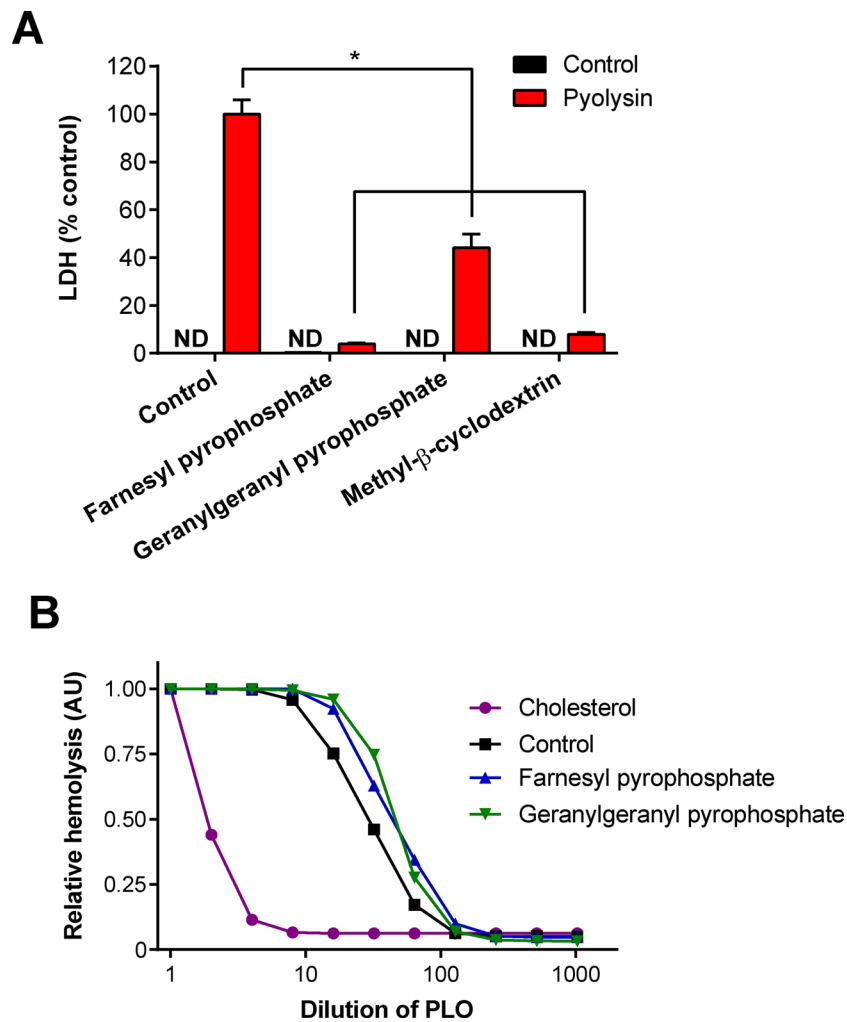 A
Control
Pyolysin
*
LDH (% control)
120
100
80
60
40
20
0
ND
ND
ND
ND
Control
Farnesyl pyrophosphate
Geranylgeranyl pyrophosphate
Methyl-β-cyclodextrin
B
Relative hemolysis (AU)
1.00
0.75
0.50
0.25
0
Cholesterol
Control
Farnesyl pyrophosphate
Geranylgeranyl pyrophosphate
1 10 100 1000
Dilution of PLO